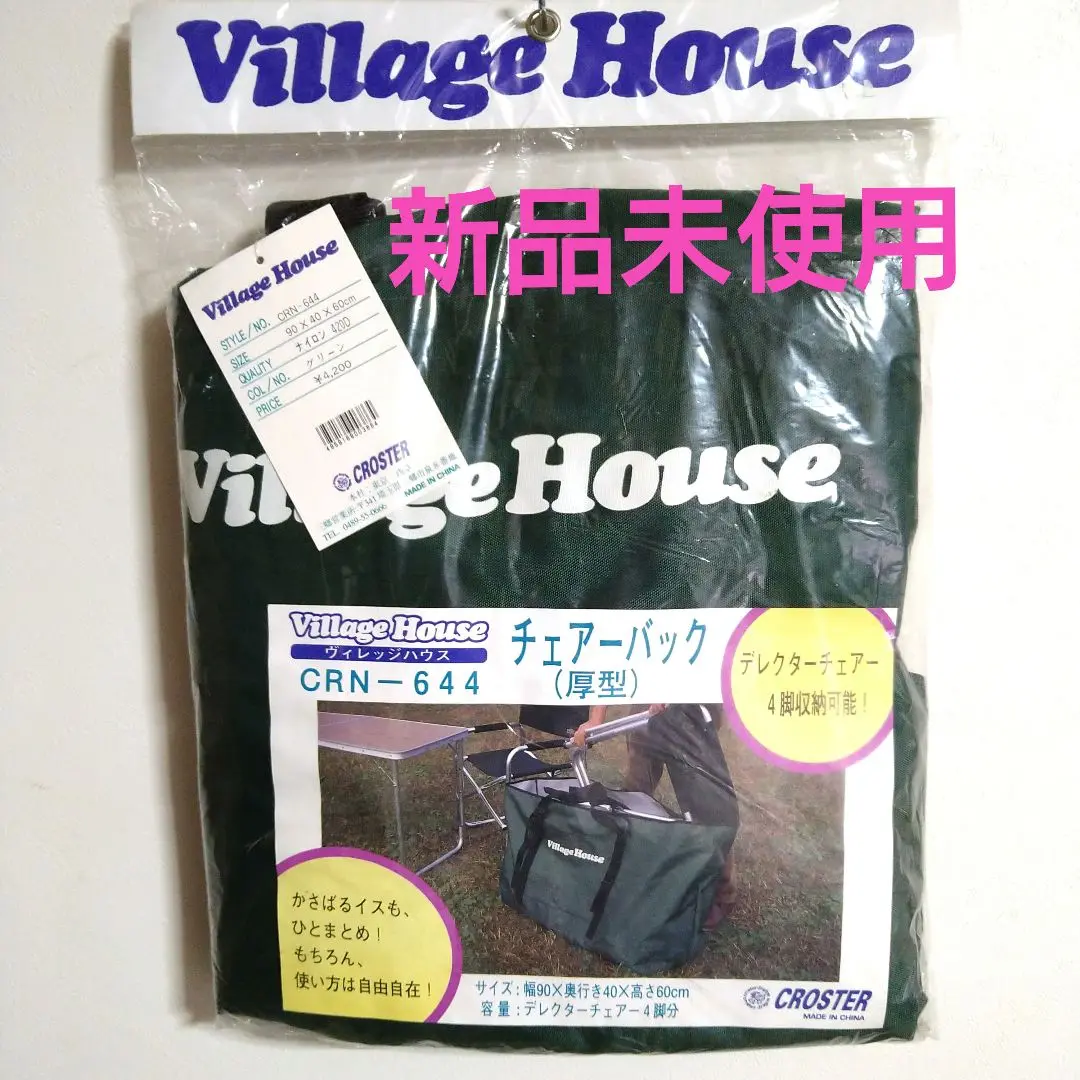 Village House
新品未使用
Village House
STYLE/NO. CRN-644
SIZE 90×40×60cm
QUALITY ナイロン 420D
COL/NO. グリーン
PRICE ¥4,200
CROSTER
MADE IN CHINA
TEL. 0489-55-0666
Village House
Village House
ヴィレッジハウス
CRN-644
チェアーバック
(厚型)
デレクターチェアー
4脚収納可能!
Village House
かさばるイスも、
ひとまとめ!
もちろん、
使い方は自由自在!
サイズ:幅90×奥行き40×高さ60cm
容量:デレクターチェアー4脚分
CROSTER
MADE IN CHINA